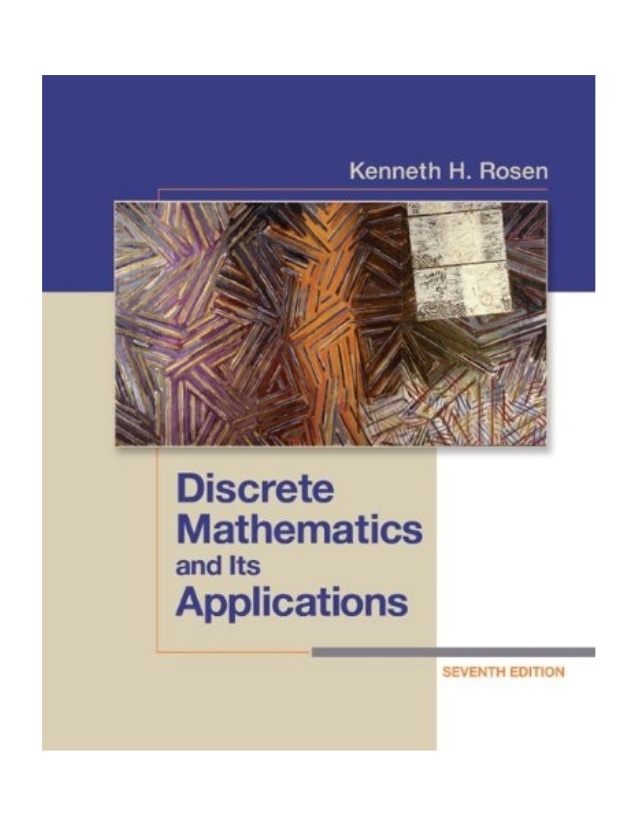 Kenneth H. Rosen
Discrete
Mathematics
and Its
Applications
SEVENTH EDITION